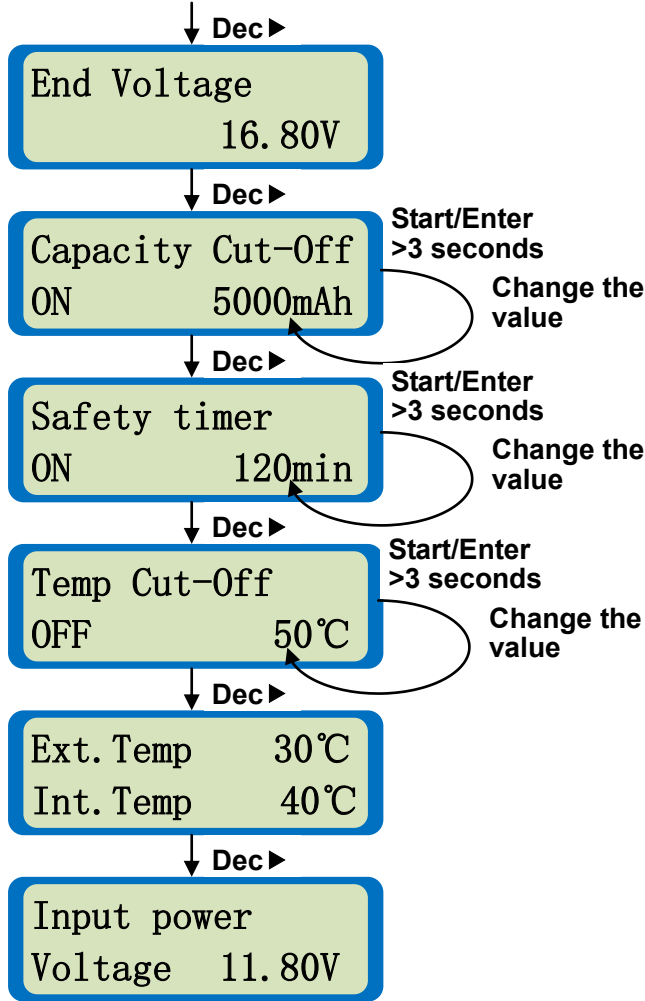 Dec▶
End Voltage
16.80V
Dec▶
Capacity Cut-Off
ON 5000mAh
Start/Enter
>3 seconds
Change the
value
Dec▶
Safety timer
ON 120min
Start/Enter
>3 seconds
Change the
value
Dec▶
Temp Cut-Off
OFF 50℃
Start/Enter
>3 seconds
Change the
value
Dec▶
Ext.Temp 30℃
Int.Temp 40℃
Dec▶
Input power
Voltage 11.80V